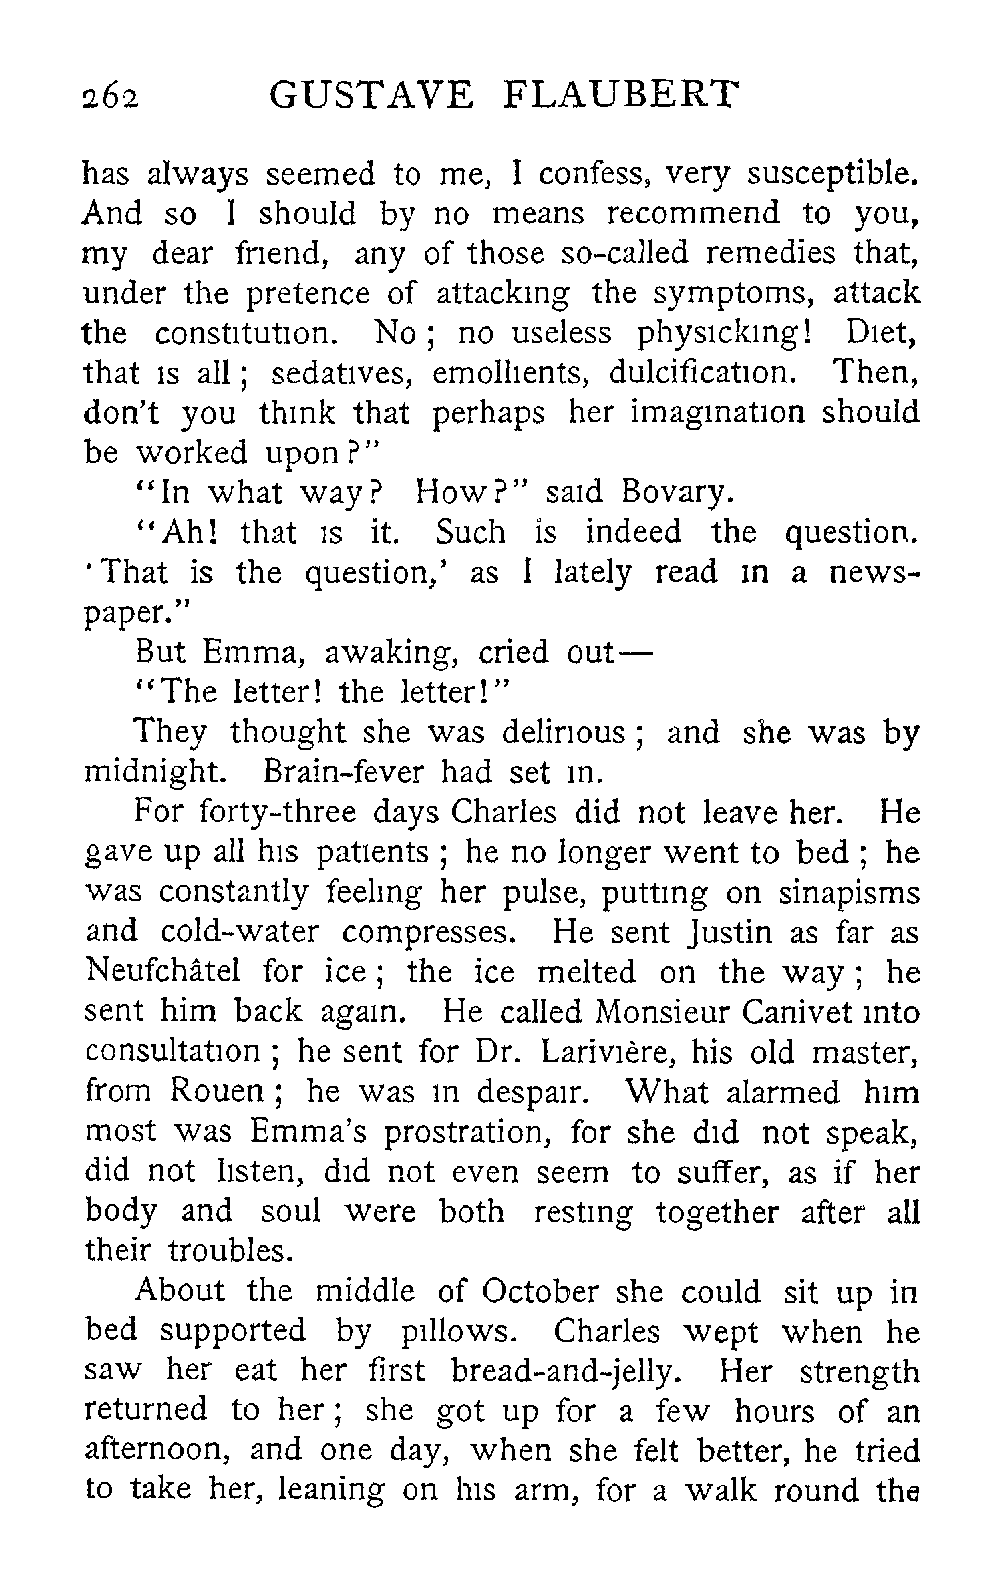 262 GUSTAVE FLAUBERT
has always seemed to me, I confess, very susceptible.
And so I should by no means recommend to you,
my dear friend, any of those so-called remedies that,
under the pretence of attacking the symptoms, attack
the constitution. No ; no useless physicking! Diet,
that is all ; sedatives, emollients, dulcification. Then,
don't you think that perhaps her imagination should
be worked upon ?"
"In what way? How?" said Bovary.
"Ah! that is it. Such is indeed the question.
'That is the question,' as I lately read in a news-
paper."
But Emma, awaking, cried out—
"The letter! the letter!"
They thought she was delirious ; and she was by
midnight. Brain-fever had set in.
For forty-three days Charles did not leave her. He
gave up all his patients ; he no longer went to bed ; he
was constantly feeling her pulse, putting on sinapisms
and cold-water compresses. He sent Justin as far as
Neufchâtel for ice ; the ice melted on the way ; he
sent him back again. He called Monsieur Canivet into
consultation ; he sent for Dr. Larivière, his old master,
from Rouen ; he was in despair. What alarmed him
most was Emma's prostration, for she did not speak,
did not listen, did not even seem to suffer, as if her
body and soul were both resting together after all
their troubles.
About the middle of October she could sit up in
bed supported by pillows. Charles wept when he
saw her eat her first bread-and-jelly. Her strength
returned to her ; she got up for a few hours of an
afternoon, and one day, when she felt better, he tried
to take her, leaning on his arm, for a walk round the